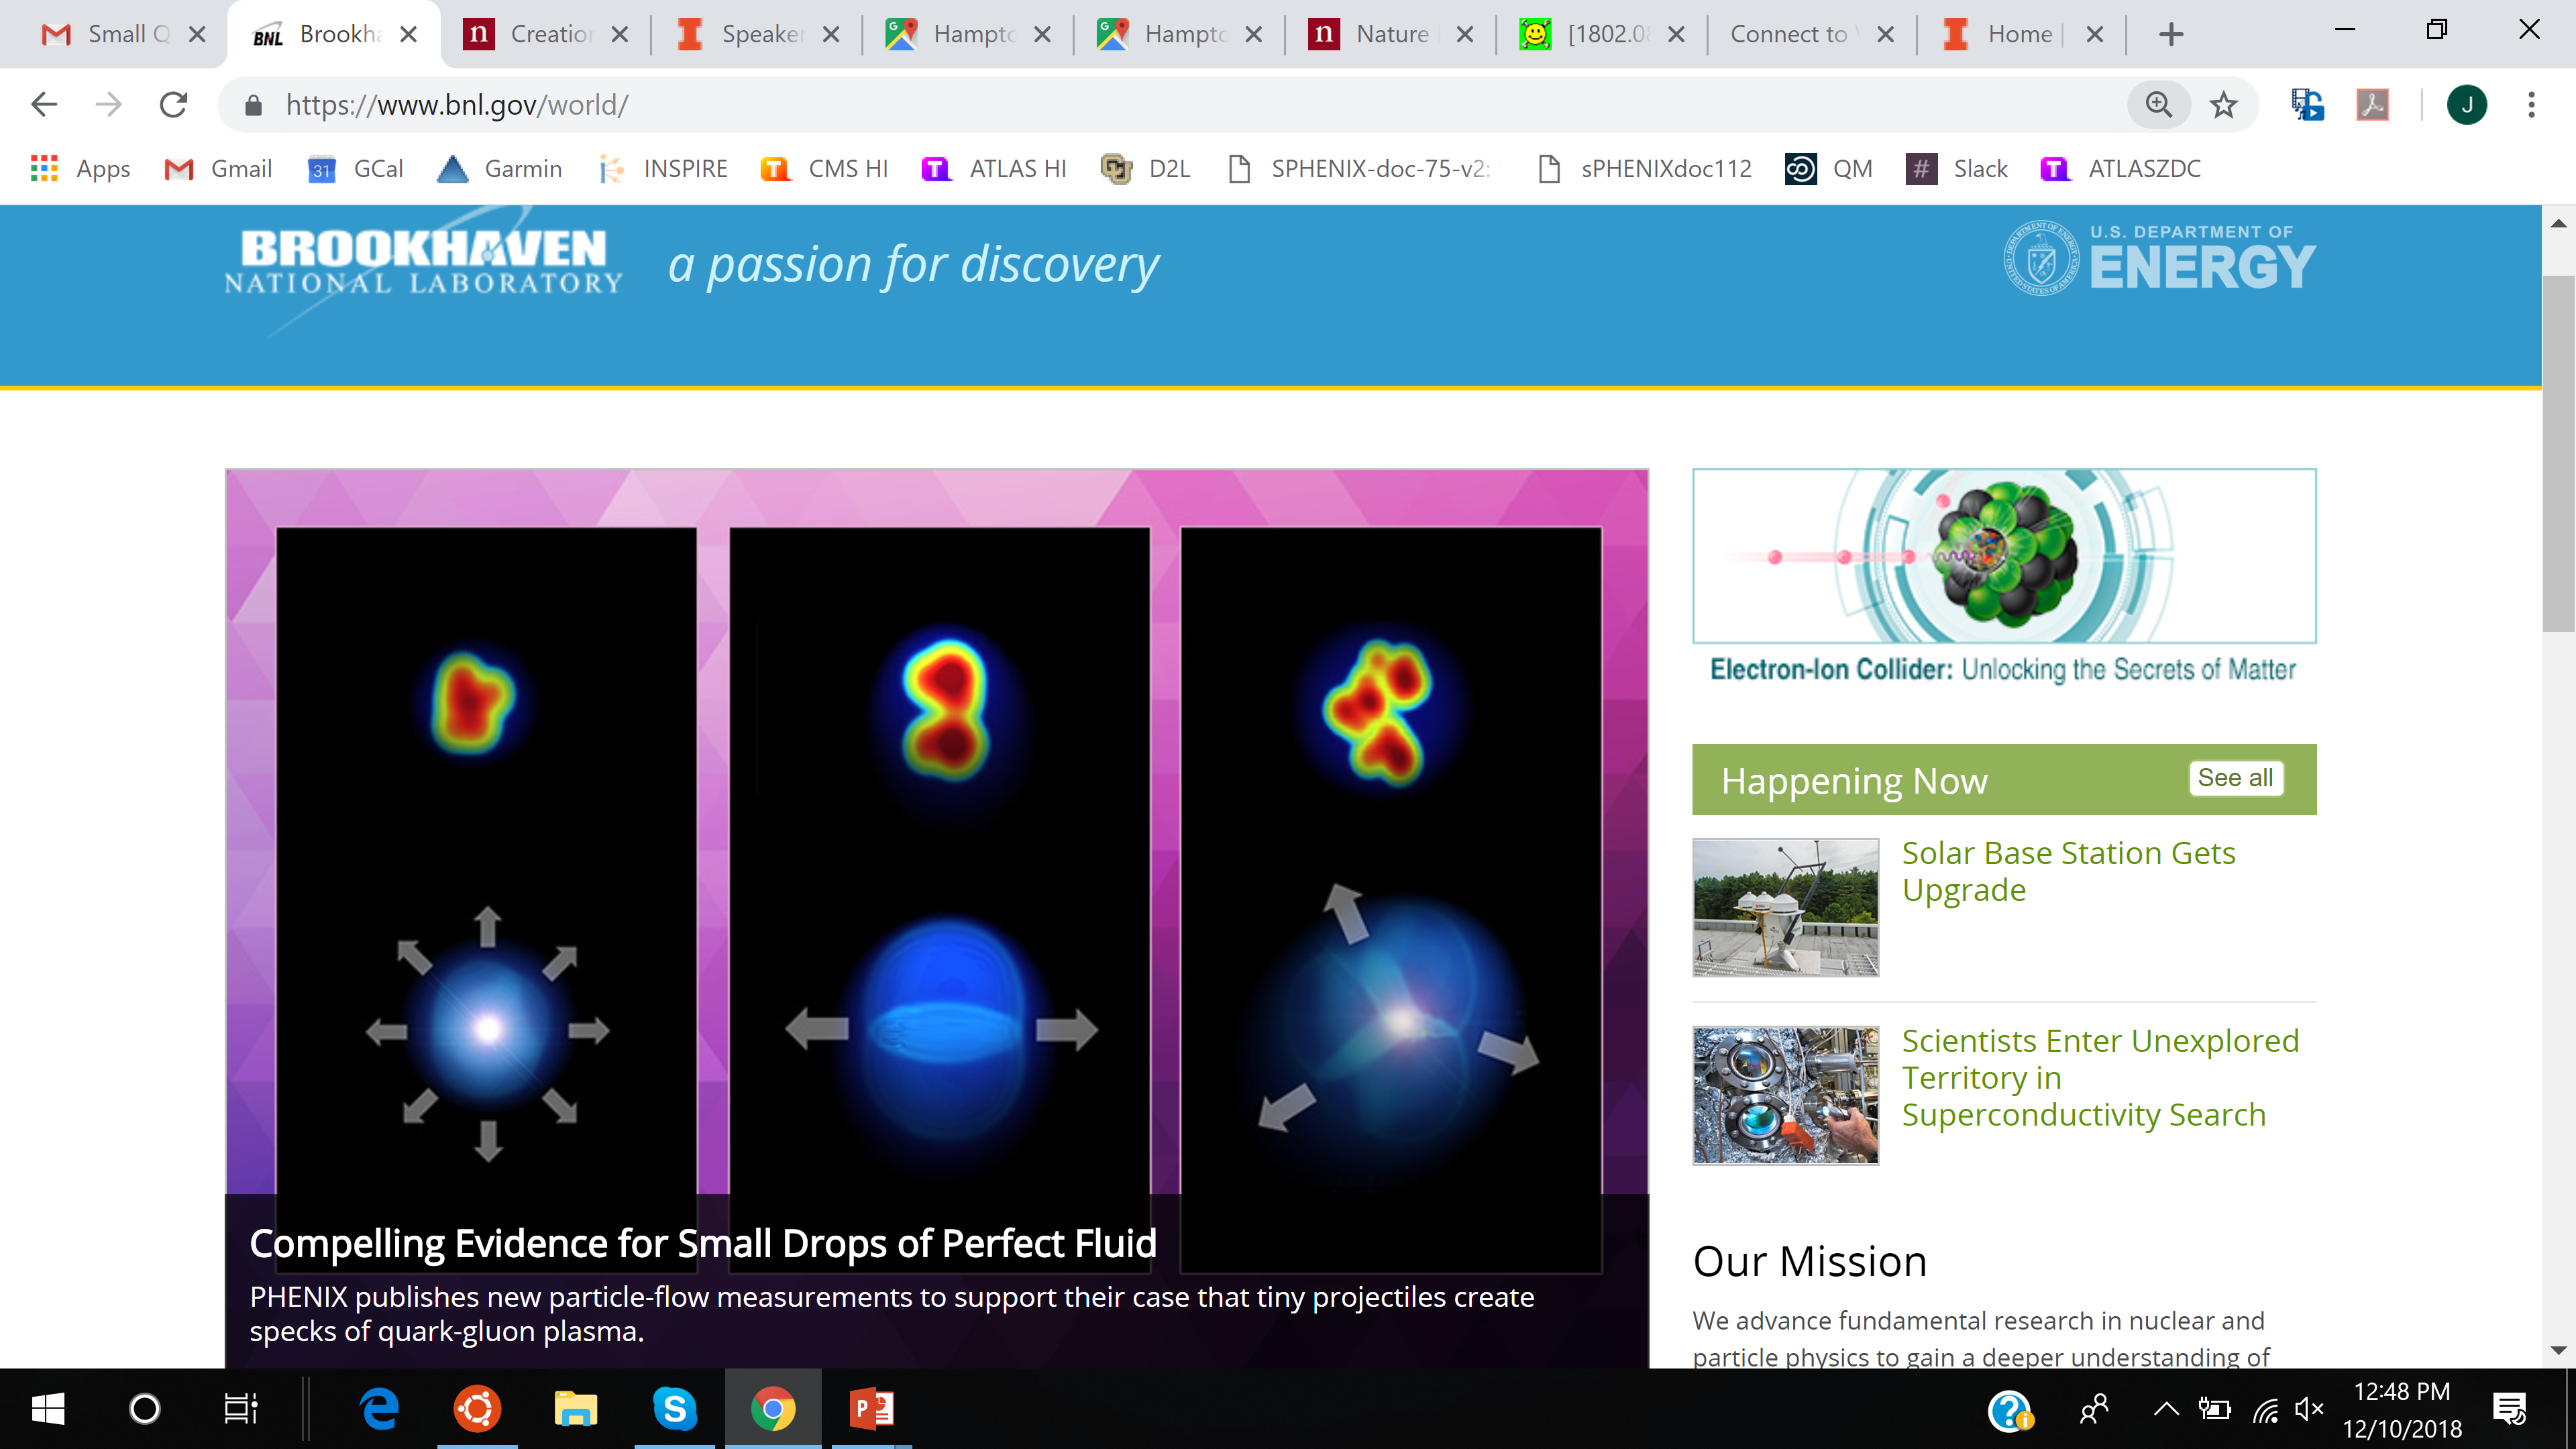 Small Q
Brookha
Creation
Speaker
Hampto
Hampto
Nature
[1802.08
Connect to
Home |
https://www.bnl.gov/world/
J
Apps
Gmail
31
GCal
Garmin
INSPIRE
CMS HI
ATLAS HI
D2L
SPHENIX-doc-75-v2:
sPHENIXdoc112
QM
Slack
ATLASZDC
BROOKHAVEN
NATIONAL LABORATORY
a passion for discovery
U.S. DEPARTMENT OF
ENERGY
Compelling Evidence for Small Drops of Perfect Fluid
PHENIX publishes new particle-flow measurements to support their case that tiny projectiles create
specks of quark-gluon plasma.
Electron-Ion Collider: Unlocking the Secrets of Matter
Happening Now
See all
Solar Base Station Gets
Upgrade
Scientists Enter Unexplored
Territory in
Superconductivity Search
Our Mission
We advance fundamental research in nuclear and
particle physics to gain a deeper understanding of
12:48 PM
12/10/2018